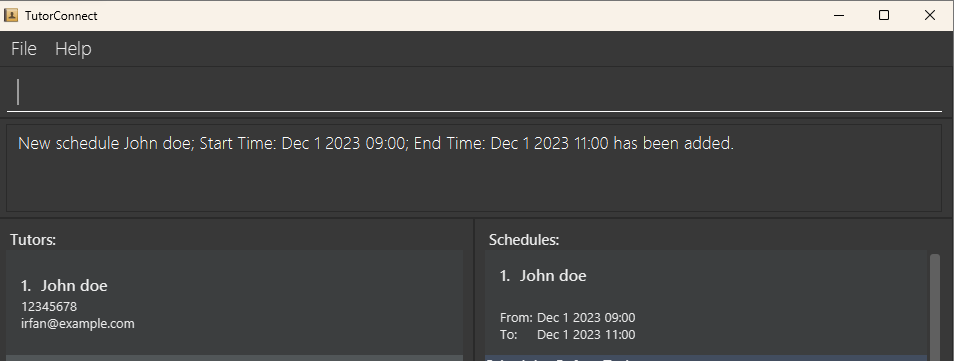 TutorConnect
File Help
New schedule John doe; Start Time: Dec 1 2023 09:00; End Time: Dec 1 2023 11:00 has been added.
Tutors:
1. John doe
12345678
irfan@example.com
Schedules:
1. John doe
From: Dec 1 2023 09:00
To: Dec 1 2023 11:00